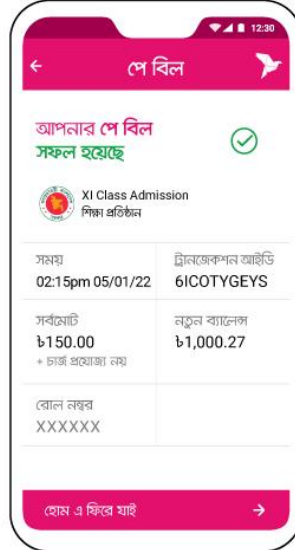 12:30
পে বিল
আপনার পে বিল
সফল হয়েছে
XI Class Admission
শিক্ষা প্রতিষ্ঠান
সময়
02:15pm 05/01/22
ট্রানজেকশন আইডি
6ICOTYGEYS
সর্বমোট
৳150.00
+ চার্জ প্রযোজ্য নয়
নতুন ব্যালেন্স
৳1,000.27
রোল নম্বর
XXXXXX
হোম এ ফিরে যাই